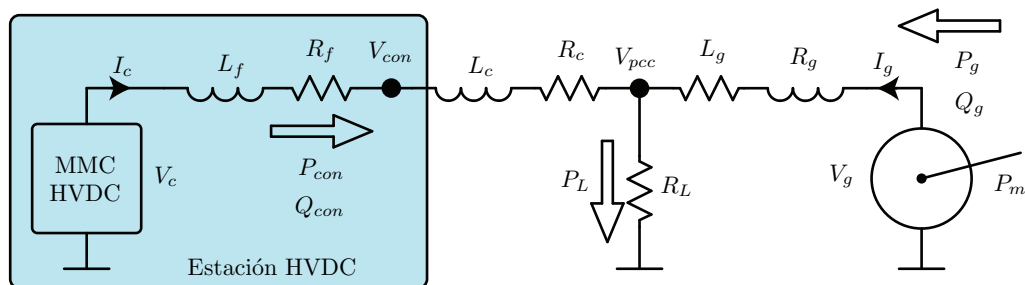 I_c
L_f
R_f
V_con
L_c
R_c
V_pcc
L_g
R_g
I_g
P_g
Q_g
MMC
HVDC
V_c
P_con
Q_con
P_L
R_L
V_g
P_m
Estación HVDC